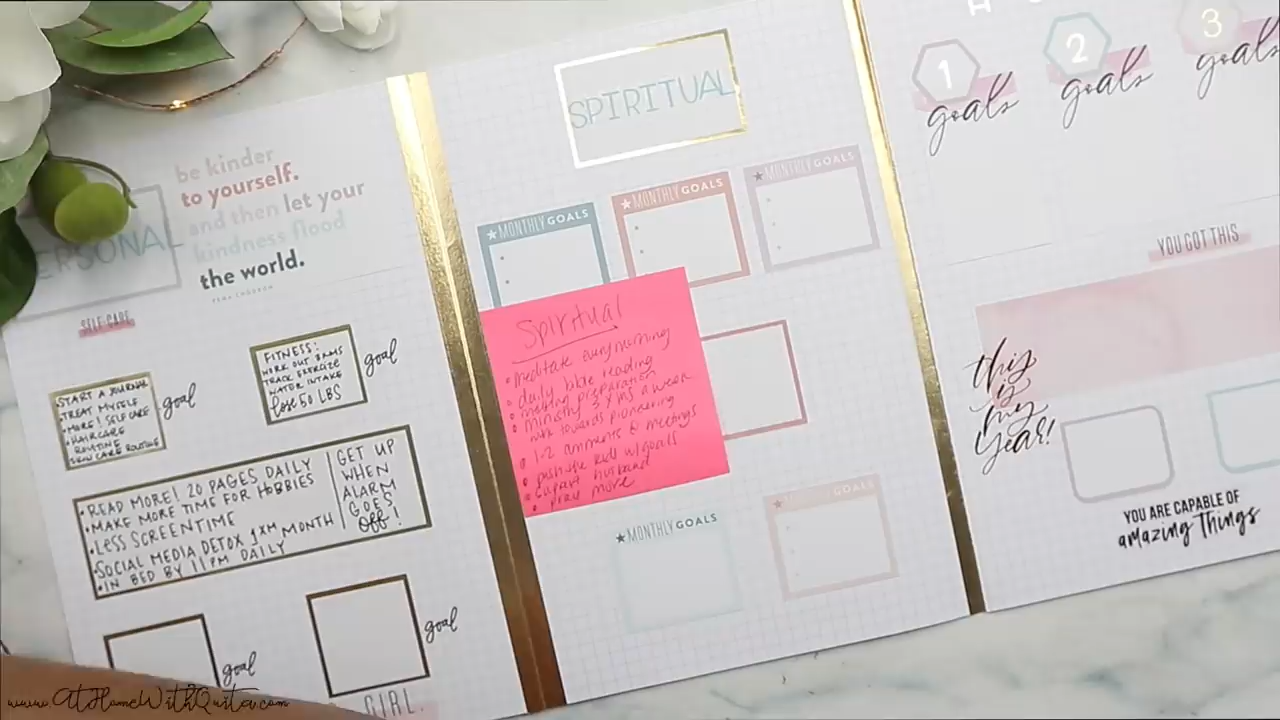 PERSONAL
be kinder
to yourself.
and then let your
kindness flood
the world.
PEMA CHODRON
SELF CARE
START A JOURNAL
TREAT MYSELF
MORE! SELF CARE
HAIRCARE
ROUTINE
SKIN CARE ROUTINE
goal
FITNESS:
WORK OUT 3XMS
TRACK EXERCISE
WATER INTAKE
lose 50 LBS
goal
•READ MORE! 20 PAGES DAILY
•MAKE MORE TIME FOR HOBBIES
•LESS SCREENTIME
•SOCIAL MEDIA DETOX 1XM MONTH
•IN BED BY 11PM DAILY
GET UP
WHEN
ALARM
GOES
OFF!
goal
goal
GIRL.
SPIRITUAL
★MONTHLY GOALS
★MONTHLY GOALS
★MONTHLY GOALS
Spiritual
• meditate every morning
• daily bible reading
• meeting preparation
• ministry 3 x ms a week
work towards pioneering
• 1-2 comments @ meetings
goals
husband
• pray more
★MONTHLY GOALS
★MONTHLY GOALS
1
goals
2
goals
3
goals
YOU GOT THIS
this
is
my
Year!
YOU ARE CAPABLE OF
amazing Things
www.AtHomeWithQuita.com